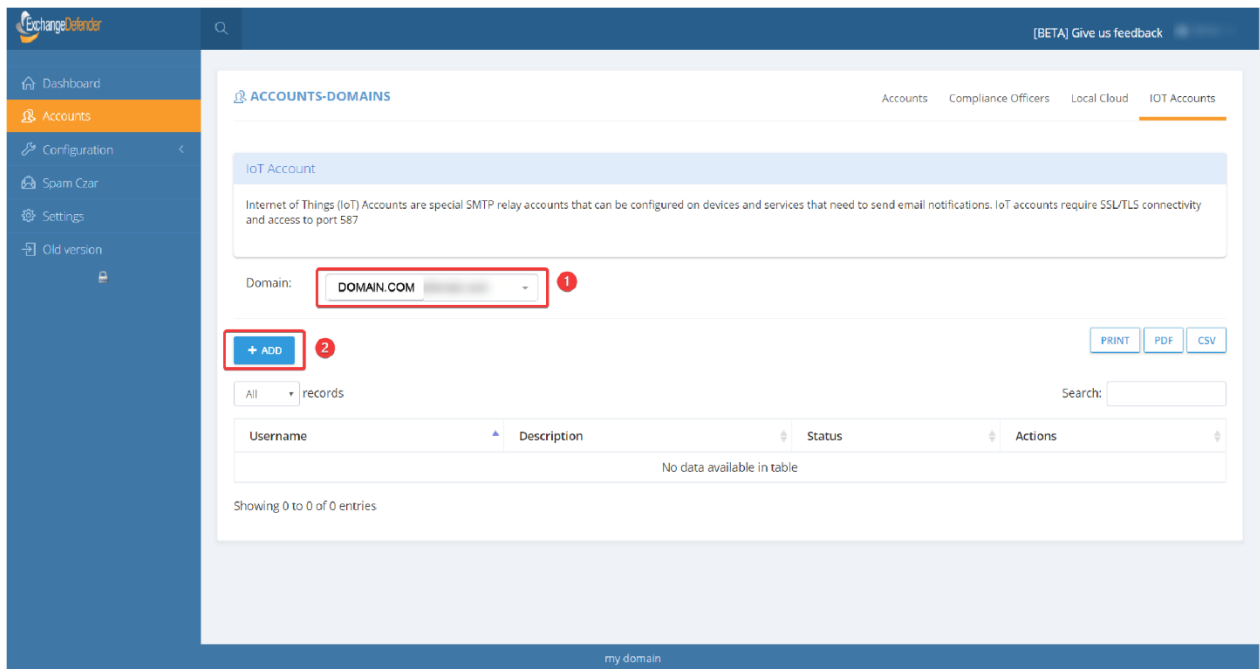 ExchangeDefender
[BETA] Give us feedback
Dashboard
Accounts
Configuration
Spam Czar
Settings
Old version
ACCOUNTS-DOMAINS
Accounts Compliance Officers Local Cloud IOT Accounts
IoT Account
Internet of Things (IoT) Accounts are special SMTP relay accounts that can be configured on devices and services that need to send email notifications. IoT accounts require SSL/TLS connectivity
and access to port 587
Domain: DOMAIN.COM 1
+ ADD 2 PRINT PDF CSV
All records Search:
Username Description Status Actions
No data available in table
Showing 0 to 0 of 0 entries
my domain